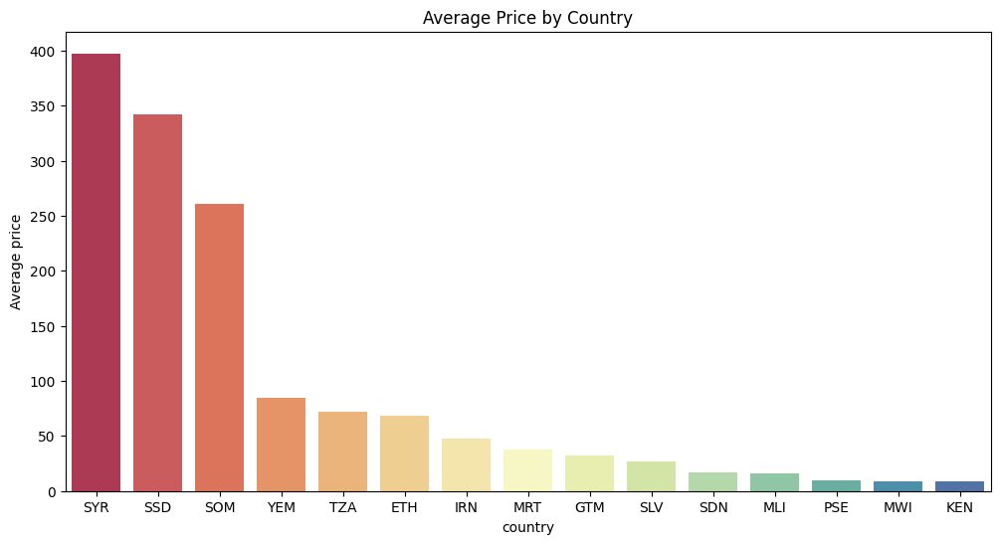 Average Price by Country
Average price
400
350
300
250
200
150
100
50
0
SYR SSD SOM YEM TZA ETH IRN MRT GTM SLV SDN MLI PSE MWI KEN
country